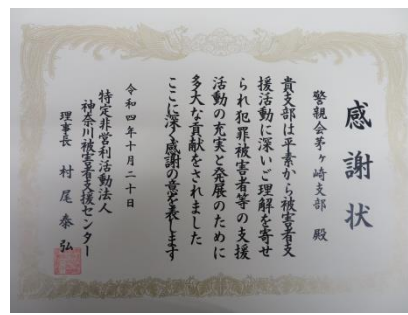 感謝状
警親会茅ヶ崎支部 殿
貴支部は平素から被害者支
援活動に深いご理解を寄せ
られ犯罪被害者等の支援
活動の充実と発展のために
多大な貢献をされました
ここに深く感謝の意を表します
令和四年十月二十日
特定非営利活動法人
神奈川被害者支援センター
理事長 村尾泰弘